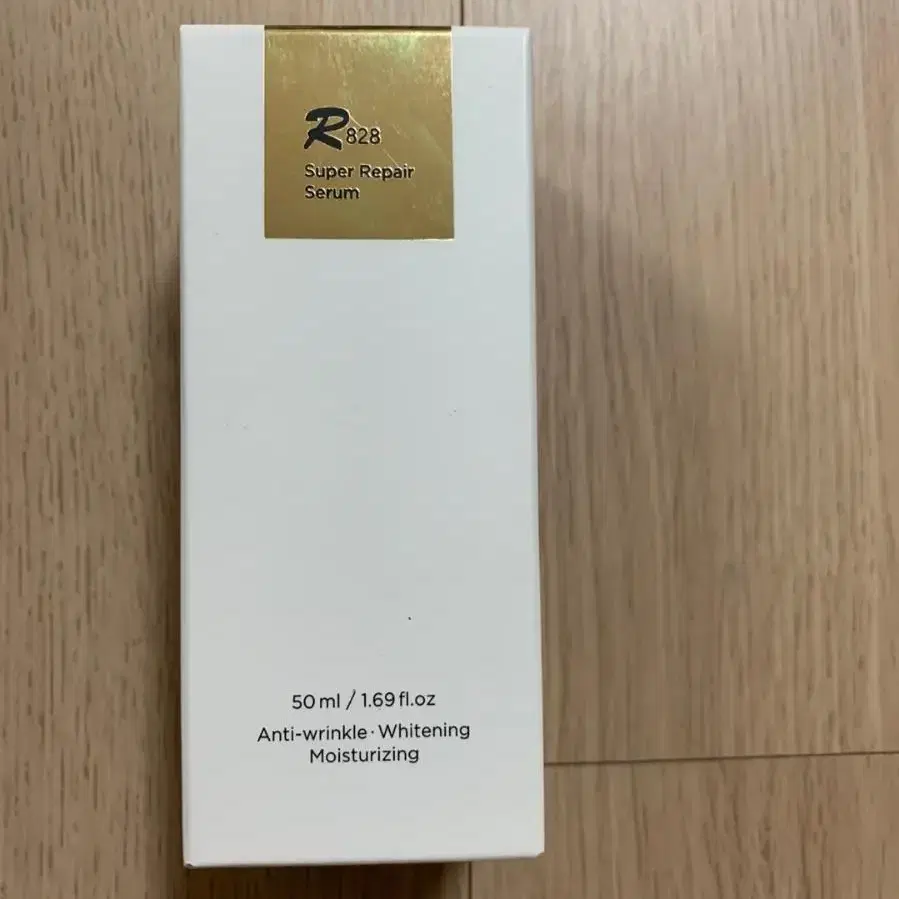 R828
Super Repair
Serum
50 ml / 1.69 fl.oz
Anti-wrinkle · Whitening
Moisturizing